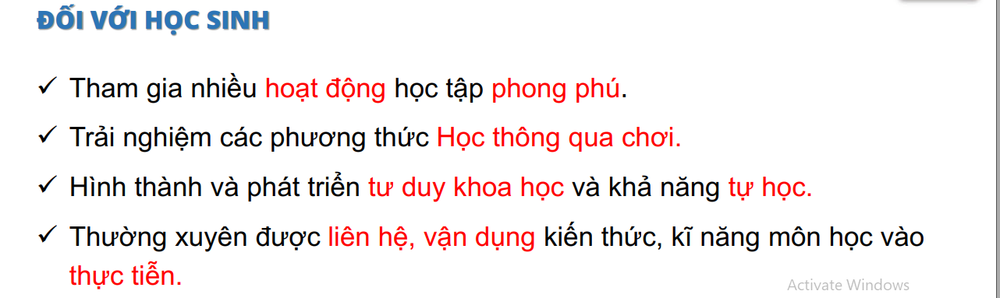 ĐỐI VỚI HỌC SINH
✓ Tham gia nhiều hoạt động học tập phong phú.
✓ Trải nghiệm các phương thức Học thông qua chơi.
✓ Hình thành và phát triển tư duy khoa học và khả năng tự học.
✓ Thường xuyên được liên hệ, vận dụng kiến thức, kĩ năng môn học vào
thực tiễn.
Activate Windows